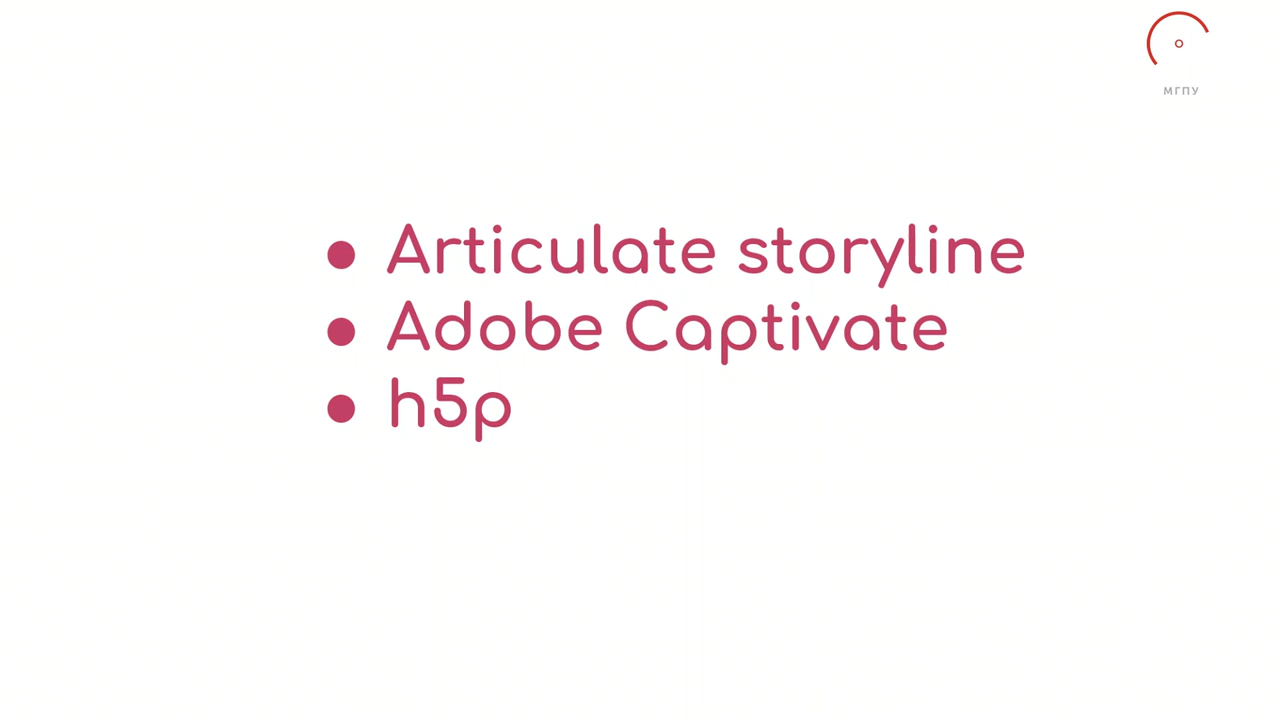 МГПУ
● Articulate storyline
● Adobe Captivate
● h5p